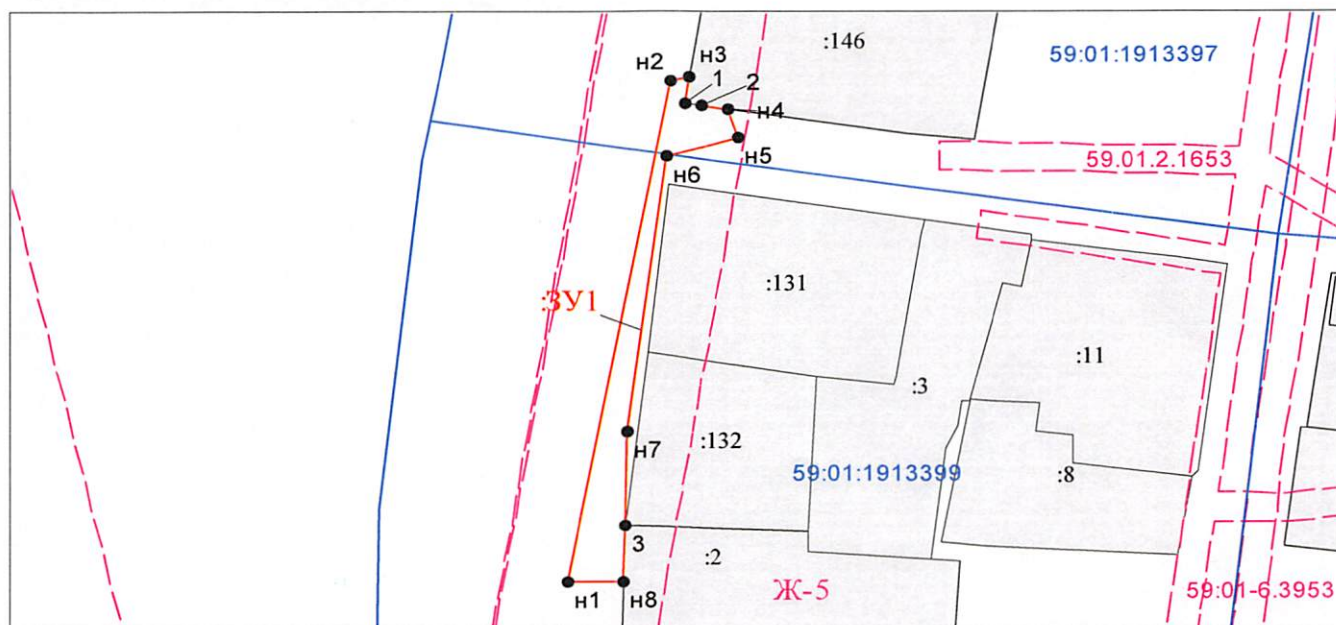 :146
59:01:1913397
н2
н3
1
2
н4
н5
59.01.2.1653
н6
:131
:ЗУ1
:11
:3
:132
н7
59:01:1913399
:8
3
:2
Ж-5
н1
н8
59:01-6.3953